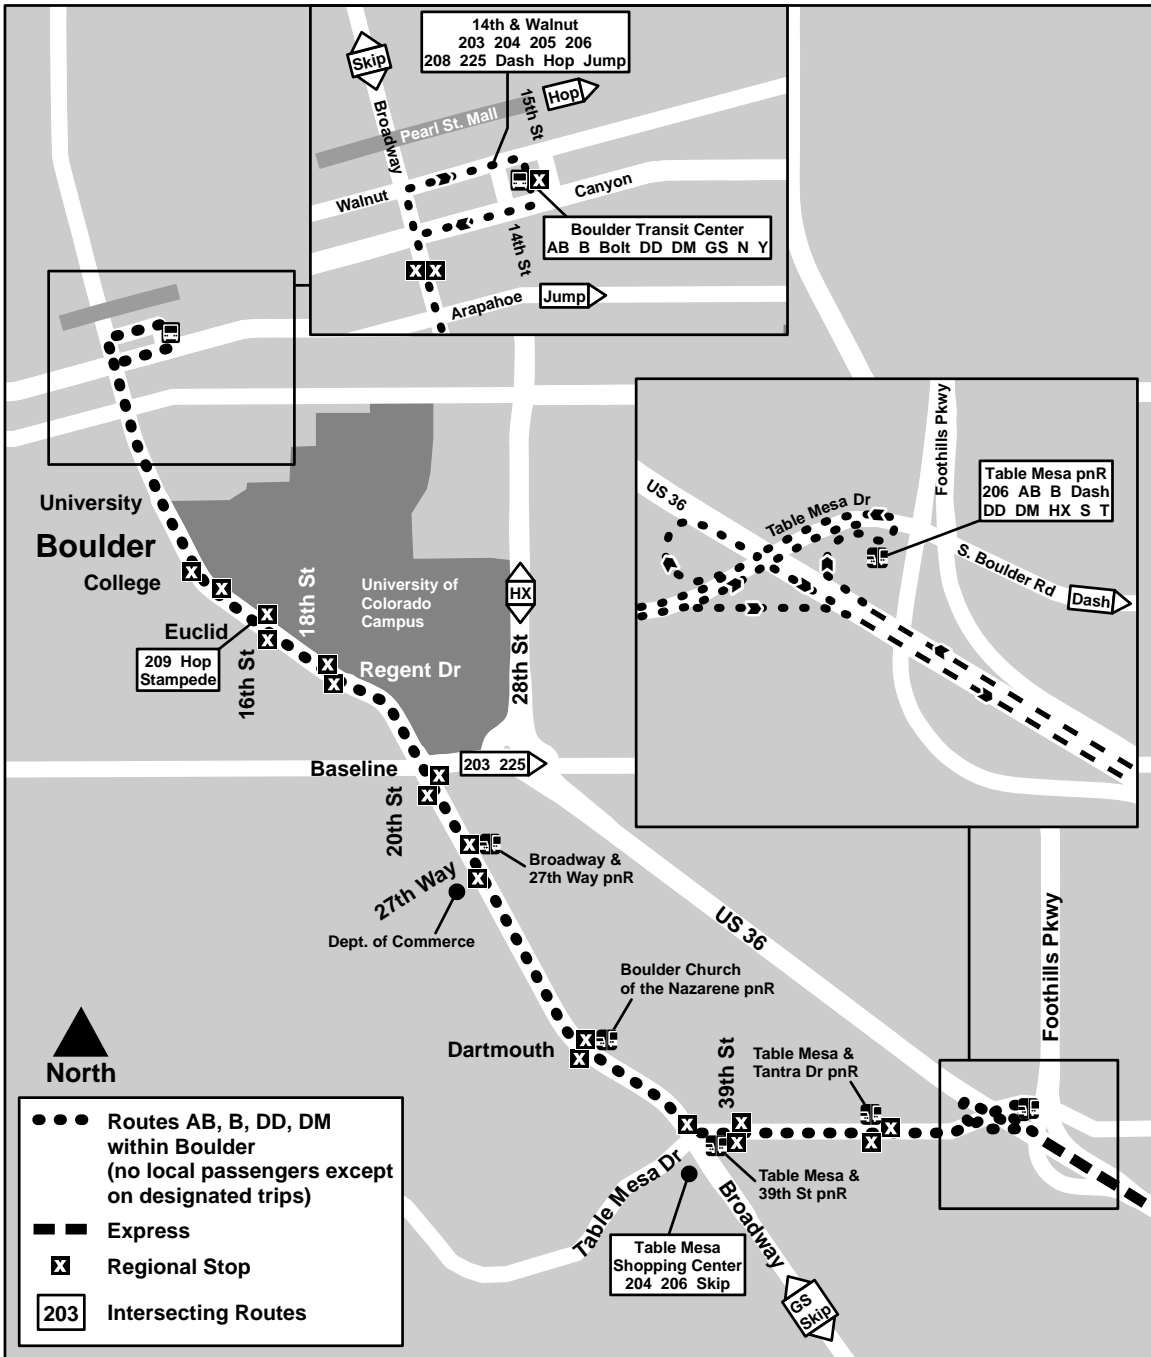 14th & Walnut
203 204 205 206
208 225 Dash Hop Jump
Skip
Broadway
Pearl St. Mall
Hop
15th St
Walnut
Canyon
14th St
Boulder Transit Center
AB B Bolt DD DM GS N Y
Arapahoe
Jump
University
Boulder
College
Euclid
209 Hop
Stampede
16th St
18th St
University of
Colorado
Campus
Regent Dr
HX
28th St
US 36
Table Mesa Dr
Foothills Pkwy
Table Mesa pnR
206 AB B Dash
DD DM HX S T
S. Boulder Rd
Dash
Baseline
203 225
20th St
Broadway &
27th Way pnR
27th Way
Dept. of Commerce
US 36
Foothills Pkwy
Boulder Church
of the Nazarene pnR
Dartmouth
39th St
Table Mesa &
Tantra Dr pnR
Table Mesa &
39th St pnR
Table Mesa Dr
Broadway
Table Mesa
Shopping Center
204 206 Skip
GS
Skip
North
Routes AB, B, DD, DM
within Boulder
(no local passengers except
on designated trips)
Express
X Regional Stop
203 Intersecting Routes